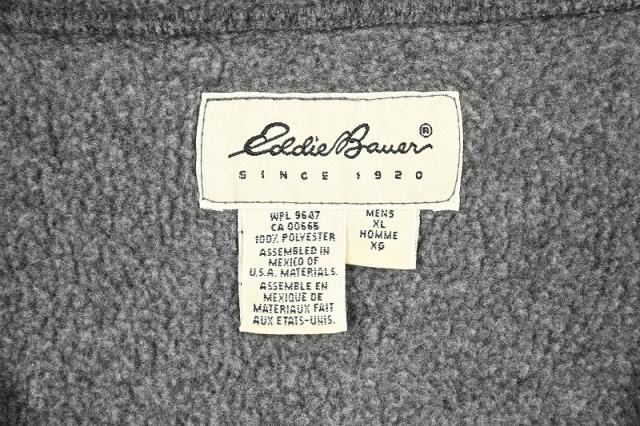 Eddie Bauer®
SINCE 1920
WPL 9647
CA 00665
100% POLYESTER
ASSEMBLED IN
MEXICO OF
U.S.A. MATERIALS.
ASSEMBLE EN
MEXIQUE DE
MATERIAUX FAIT
AUX ETATS-UNIS.
MENS
XL
HOMME
XG